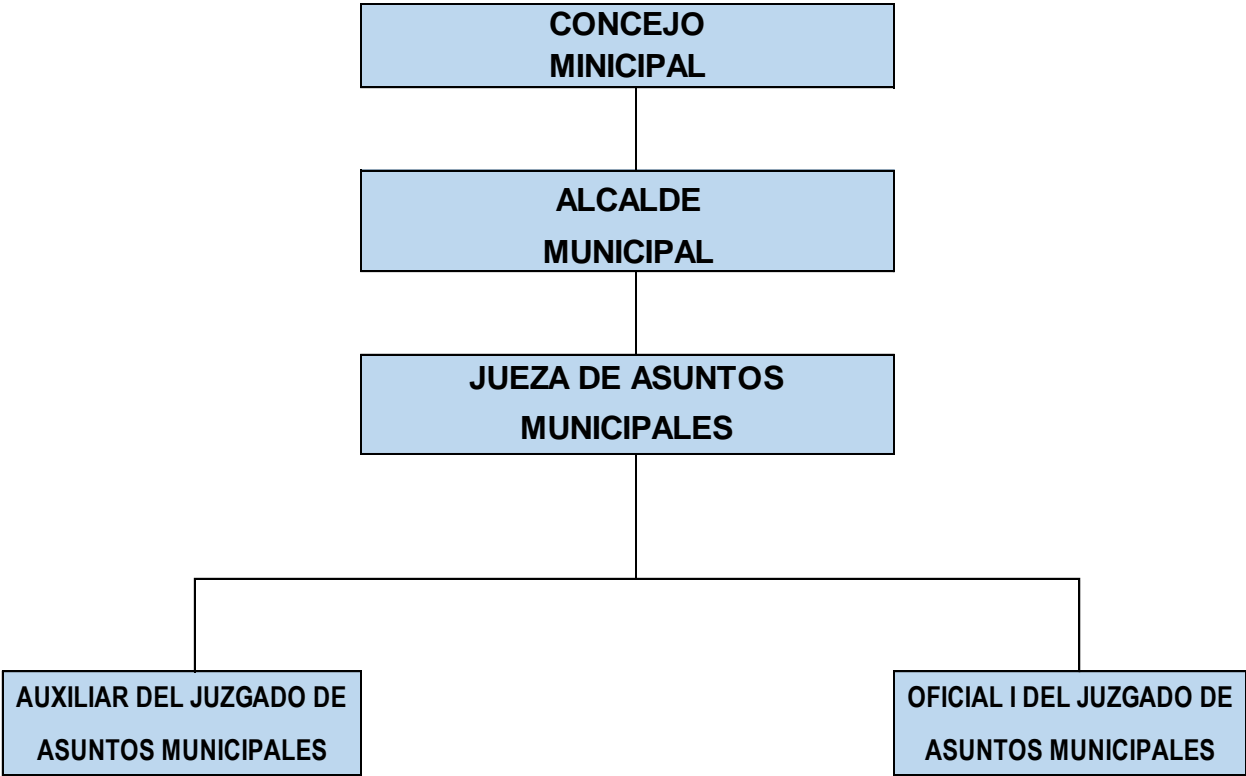 CONCEJO
MINICIPAL
ALCALDE
MUNICIPAL
JUEZA DE ASUNTOS
MUNICIPALES
AUXILIAR DEL JUZGADO DE
ASUNTOS MUNICIPALES
OFICIAL I DEL JUZGADO DE
ASUNTOS MUNICIPALES